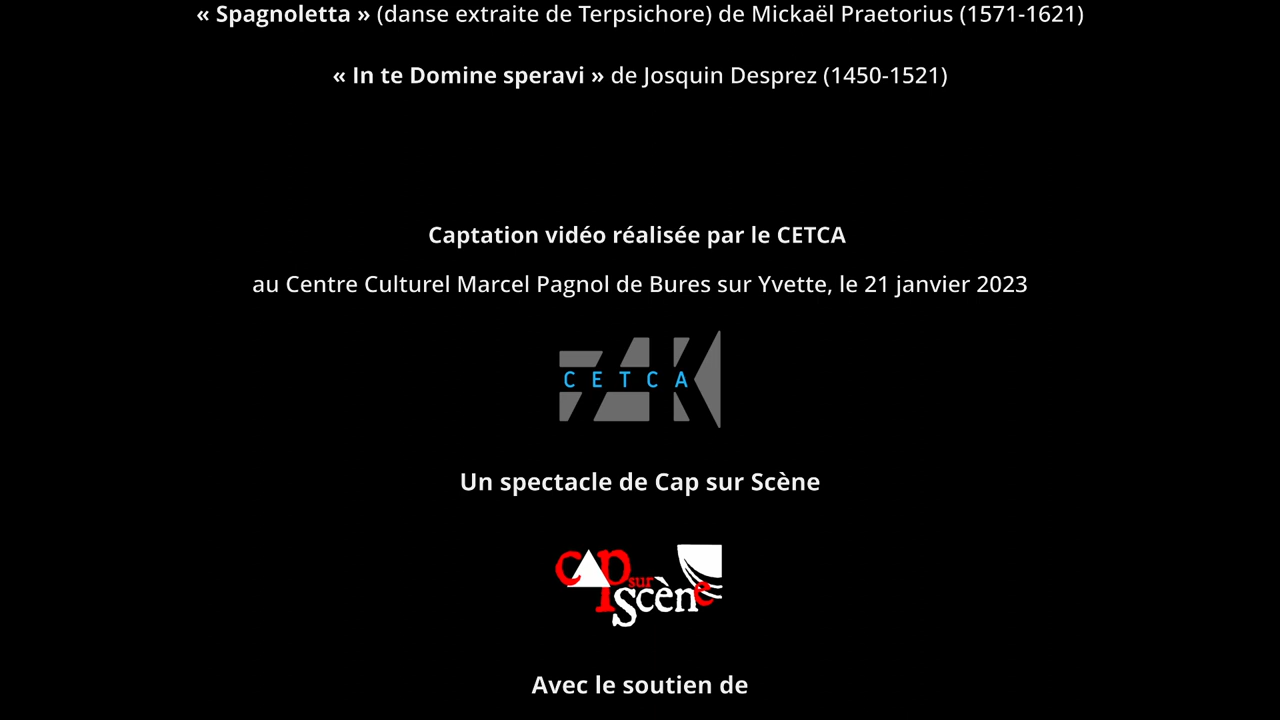 « Spagnoletta » (danse extraite de Terpsichore) de Mickaël Praetorius (1571-1621)
« In te Domine speravi » de Josquin Desprez (1450-1521)
Captation vidéo réalisée par le CETCA
au Centre Culturel Marcel Pagnol de Bures sur Yvette, le 21 janvier 2023
CETCA
Un spectacle de Cap sur Scène
cap sur Scène
Avec le soutien de